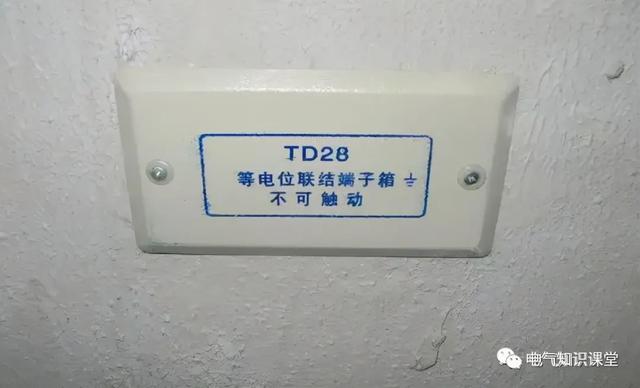 TD28
等电位联结端子箱⏚
不可触动
电气知识课堂